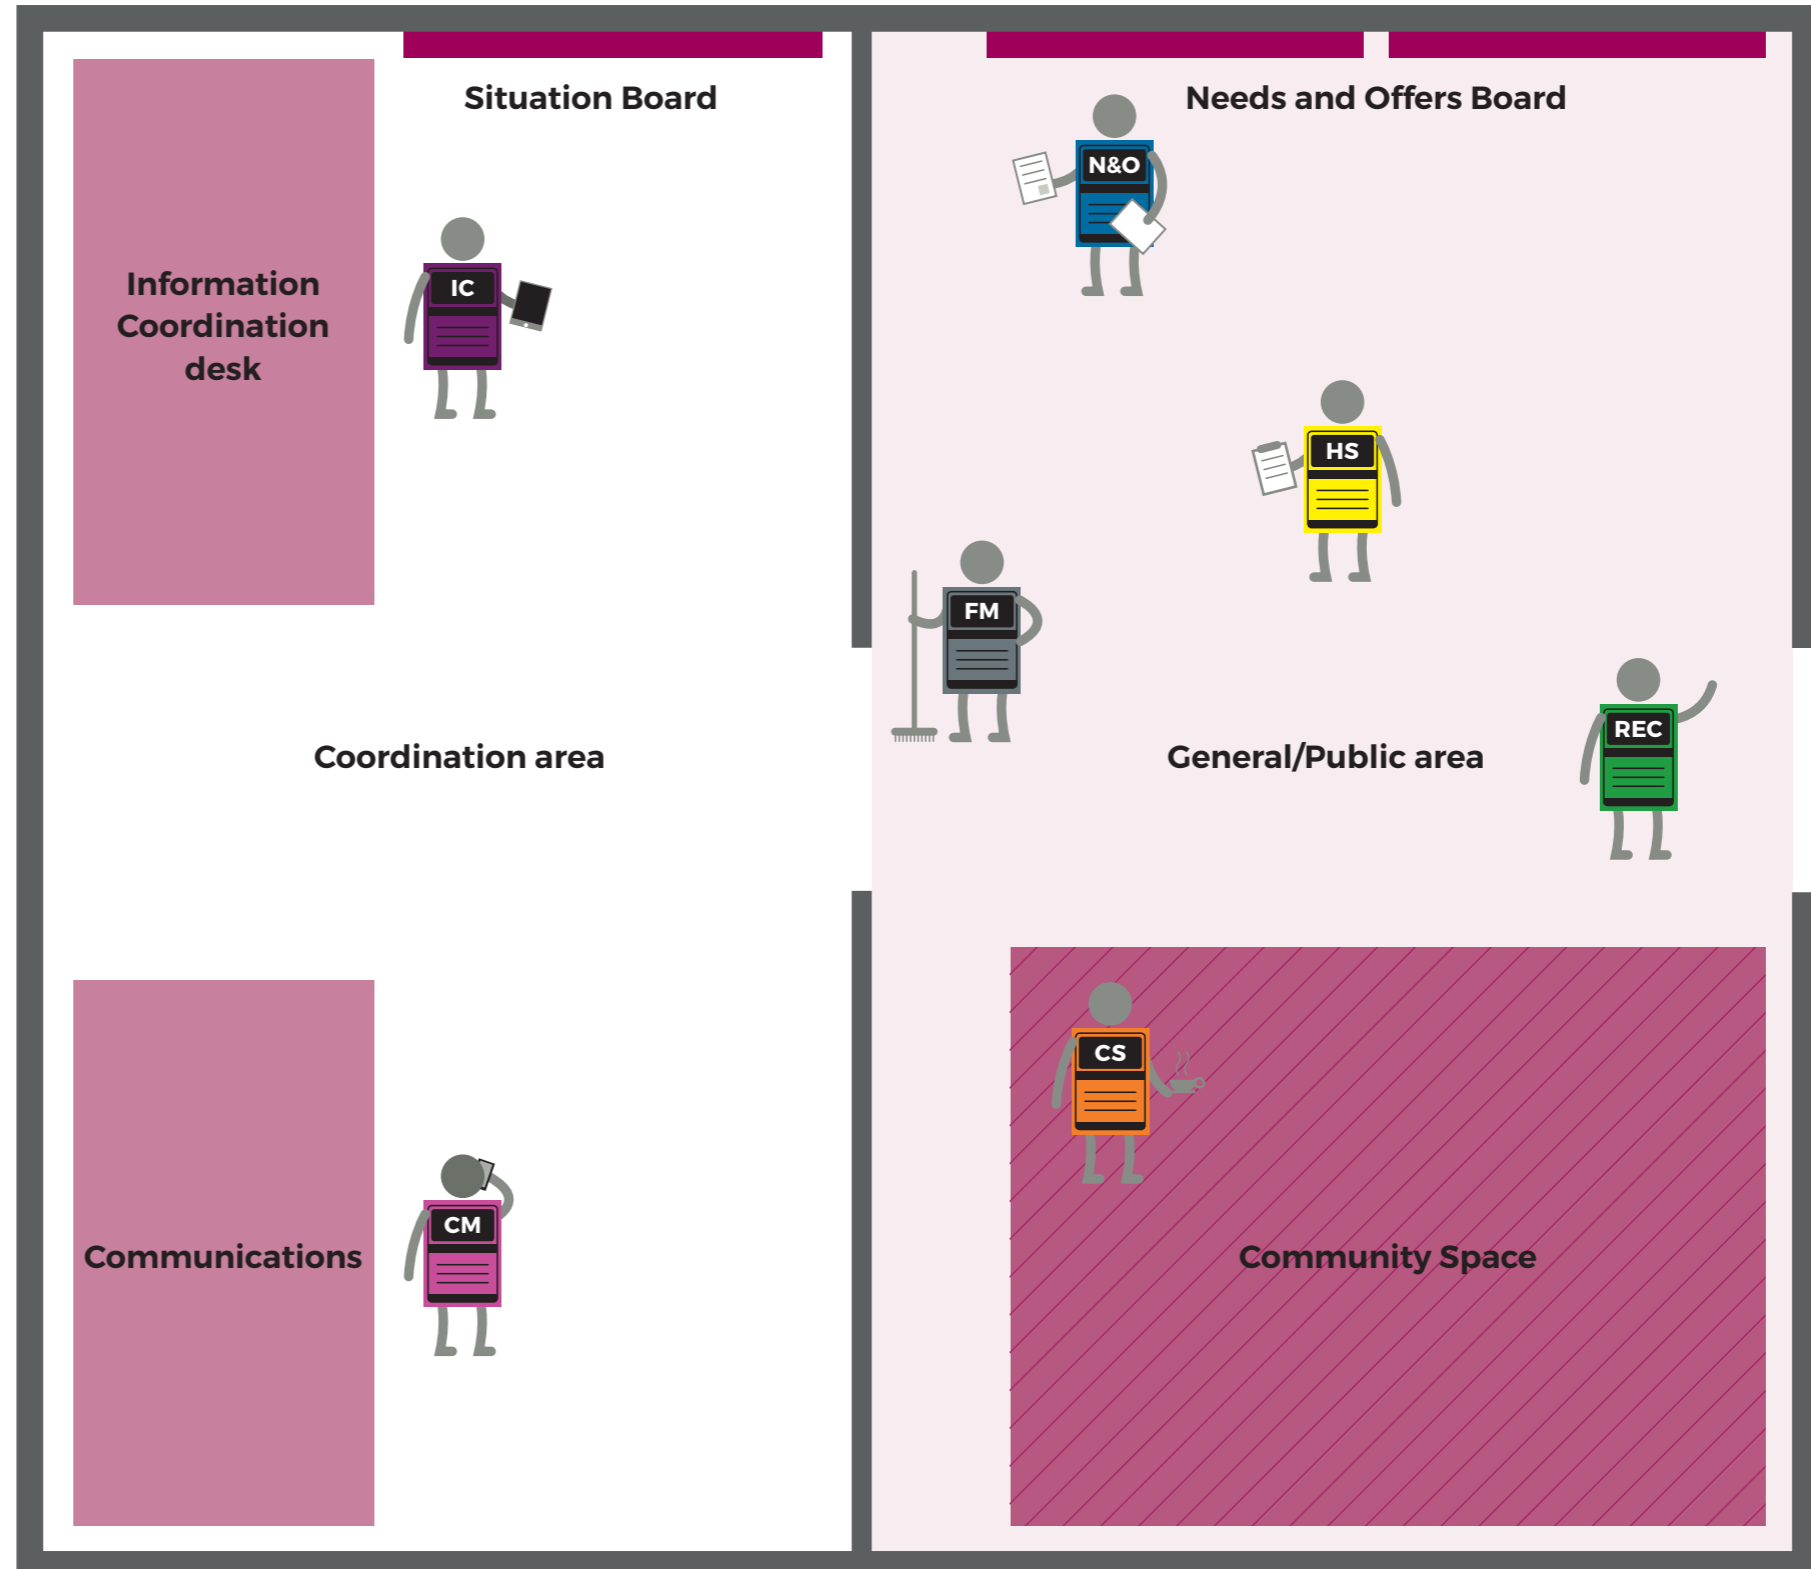 Situation Board
Needs and Offers Board
N&O
Information
Coordination
desk
IC
HS
FM
REC
Coordination area
General/Public area
CS
CM
Communications
Community Space